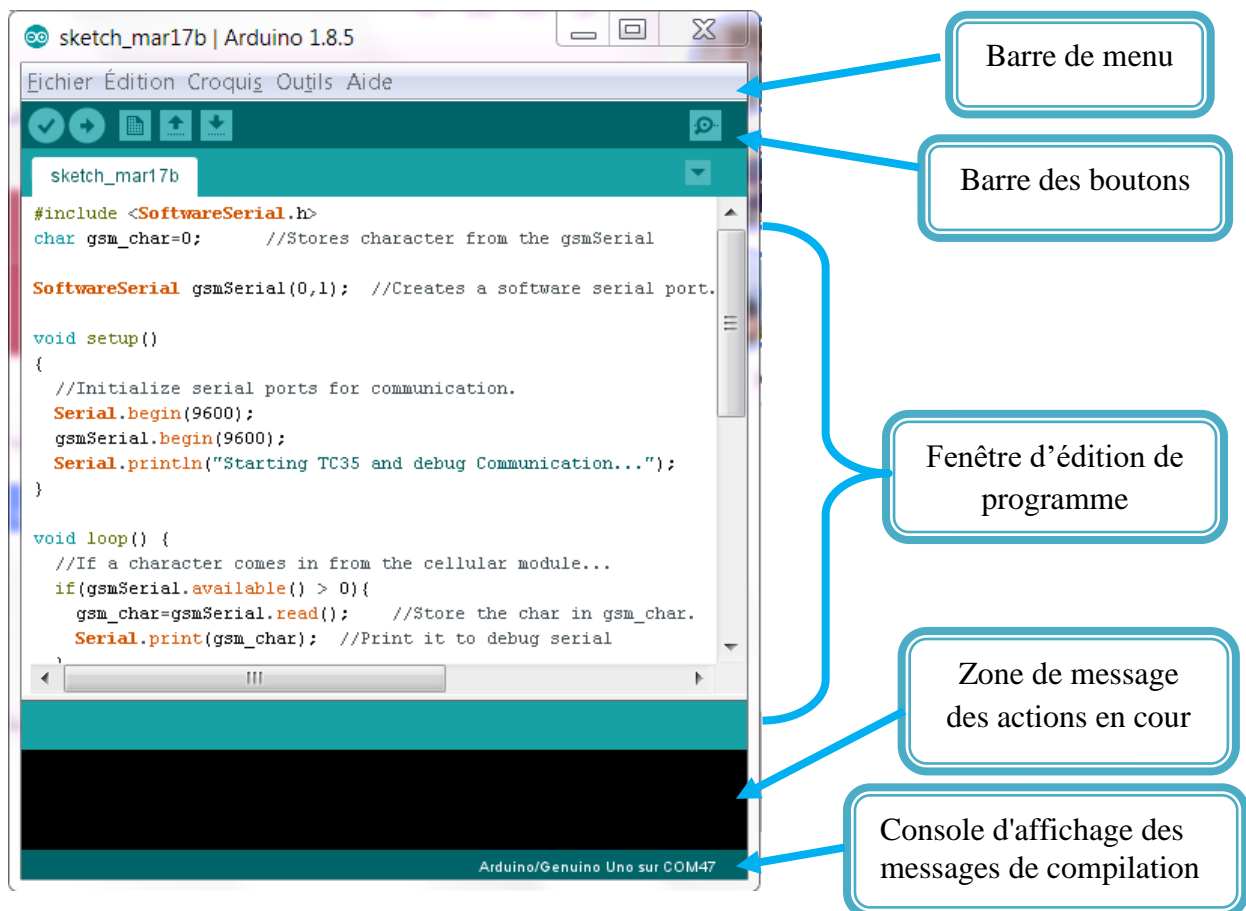 sketch_mar17b | Arduino 1.8.5
Fichier Édition Croquis Outils Aide
sketch_mar17b
#include <SoftwareSerial.h>
char gsm_char=0;       //Stores character from the gsmSerial
SoftwareSerial gsmSerial(0,1);  //Creates a software serial port.
void setup()
{
  //Initialize serial ports for communication.
  Serial.begin(9600);
  gsmSerial.begin(9600);
  Serial.println("Starting TC35 and debug Communication...");
}
void loop() {
  //If a character comes in from the cellular module...
  if(gsmSerial.available() > 0){
    gsm_char=gsmSerial.read();    //Store the char in gsm_char.
    Serial.print(gsm_char);  //Print it to debug serial
  }
Arduino/Genuino Uno sur COM47
Barre de menu
Barre des boutons
Fenêtre d’édition de
programme
Zone de message
des actions en cour
Console d'affichage des
messages de compilation